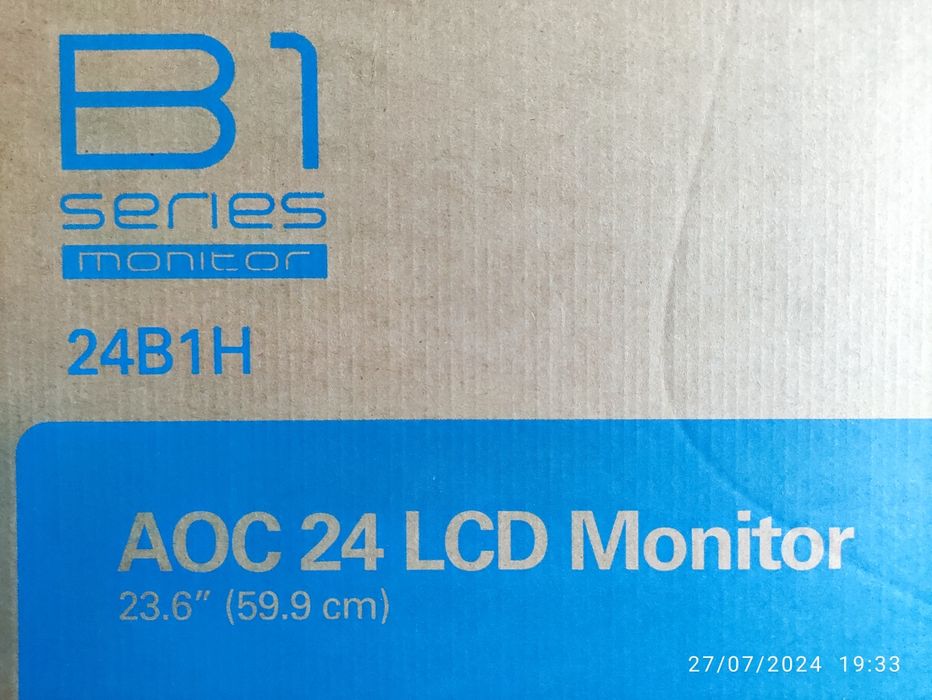 B1
series
monitor
24B1H
AOC 24 LCD Monitor
23.6" (59.9 cm)
27/07/2024 19:33